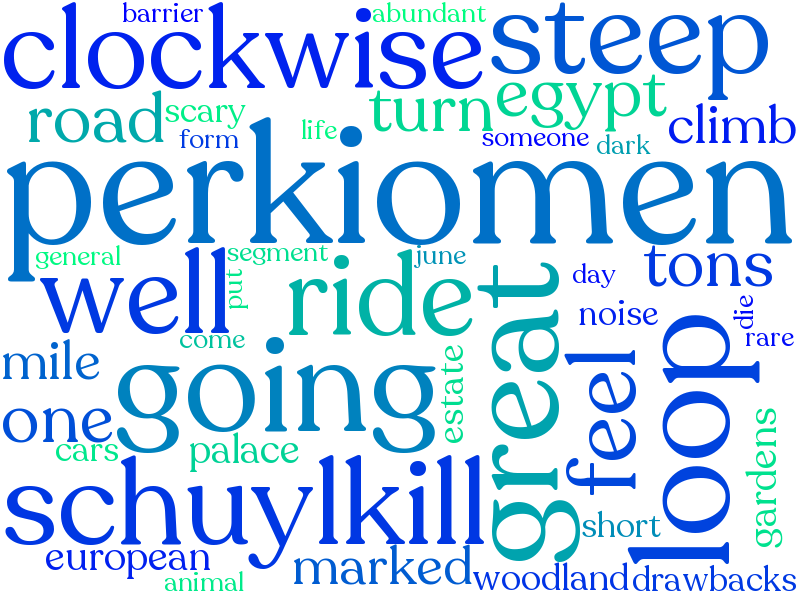 barrier
abundant
clockwise
steep
road
scary
turn
egypt
climb
form
life
someone
dark
perkiomen
general
segment
june
well
put
ride
great
day
tons
noise
die
rare
come
mile
going
estate
feel
loop
one
cars
palace
gardens
schuylkill
short
european
marked
woodland
drawbacks
animal